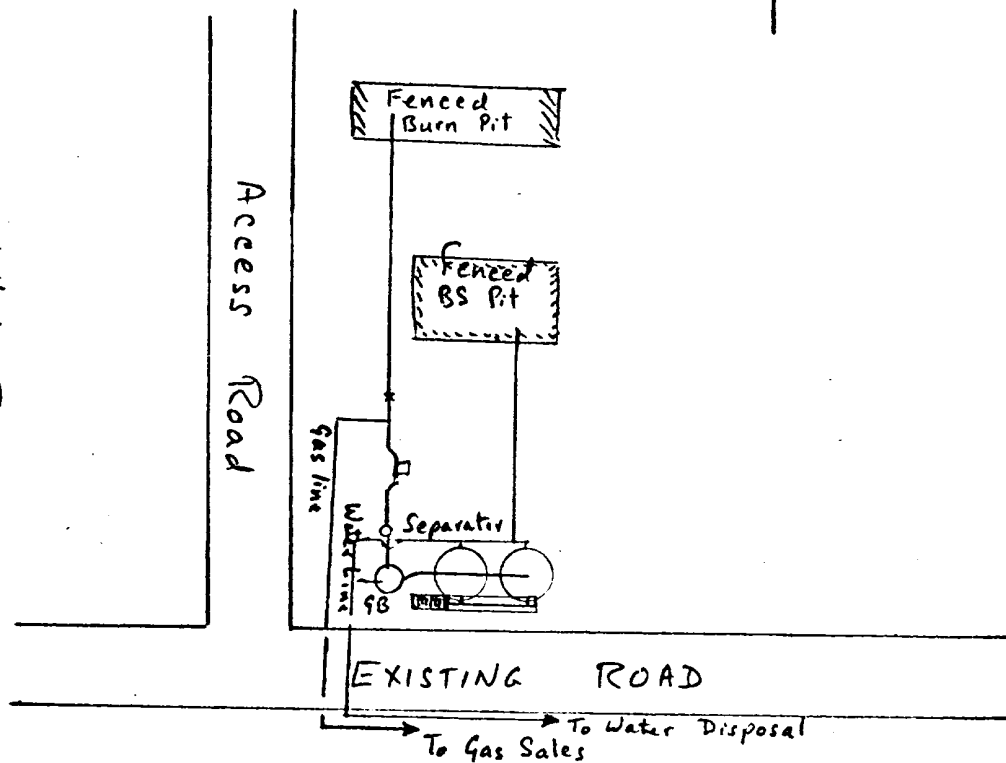 Fenced
Burn Pit
Access Road
Fenced
BS Pit
Gas line
Water Line
Separator
GB
EXISTING ROAD
To Water Disposal
To Gas Sales